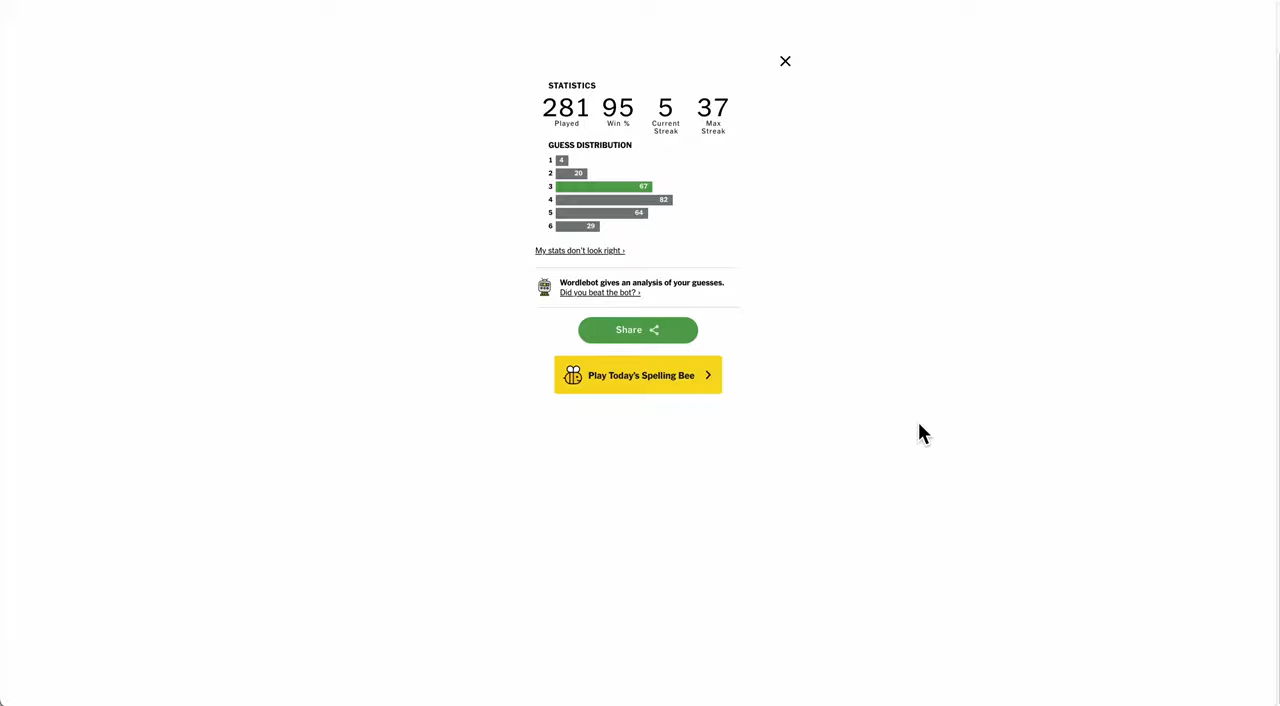 STATISTICS
281 95 5 37
Played Win % Current Streak Max Streak
GUESS DISTRIBUTION
1 4
2 20
3 67
4 82
5 64
6 29
My stats don't look right ›
Wordlebot gives an analysis of your guesses.
Did you beat the bot? ›
Share
Play Today's Spelling Bee